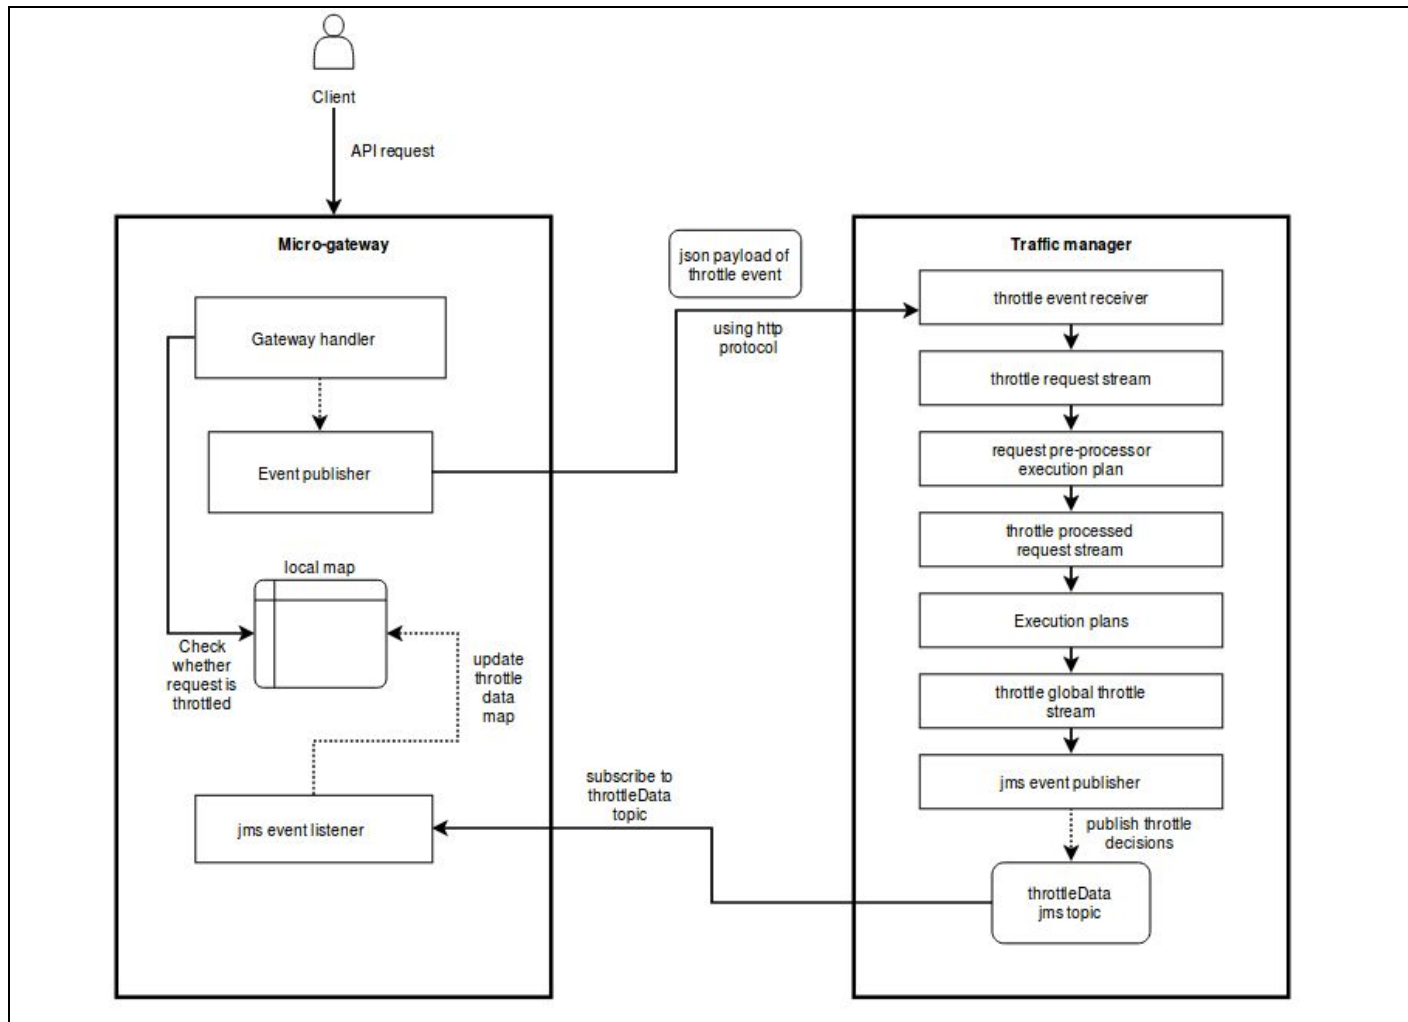 Client
API request
Micro-gateway
Gateway handler
Event publisher
local map
Check
whether
request is
throttled
update
throttle
data
map
jms event listener
json payload of
throttle event
using http
protocol
subscribe to
throttleData
topic
Traffic manager
throttle event receiver
throttle request stream
request pre-processor
execution plan
throttle processed
request stream
Execution plans
throttle global throttle
stream
jms event publisher
publish throttle
decisions
throttleData
jms topic